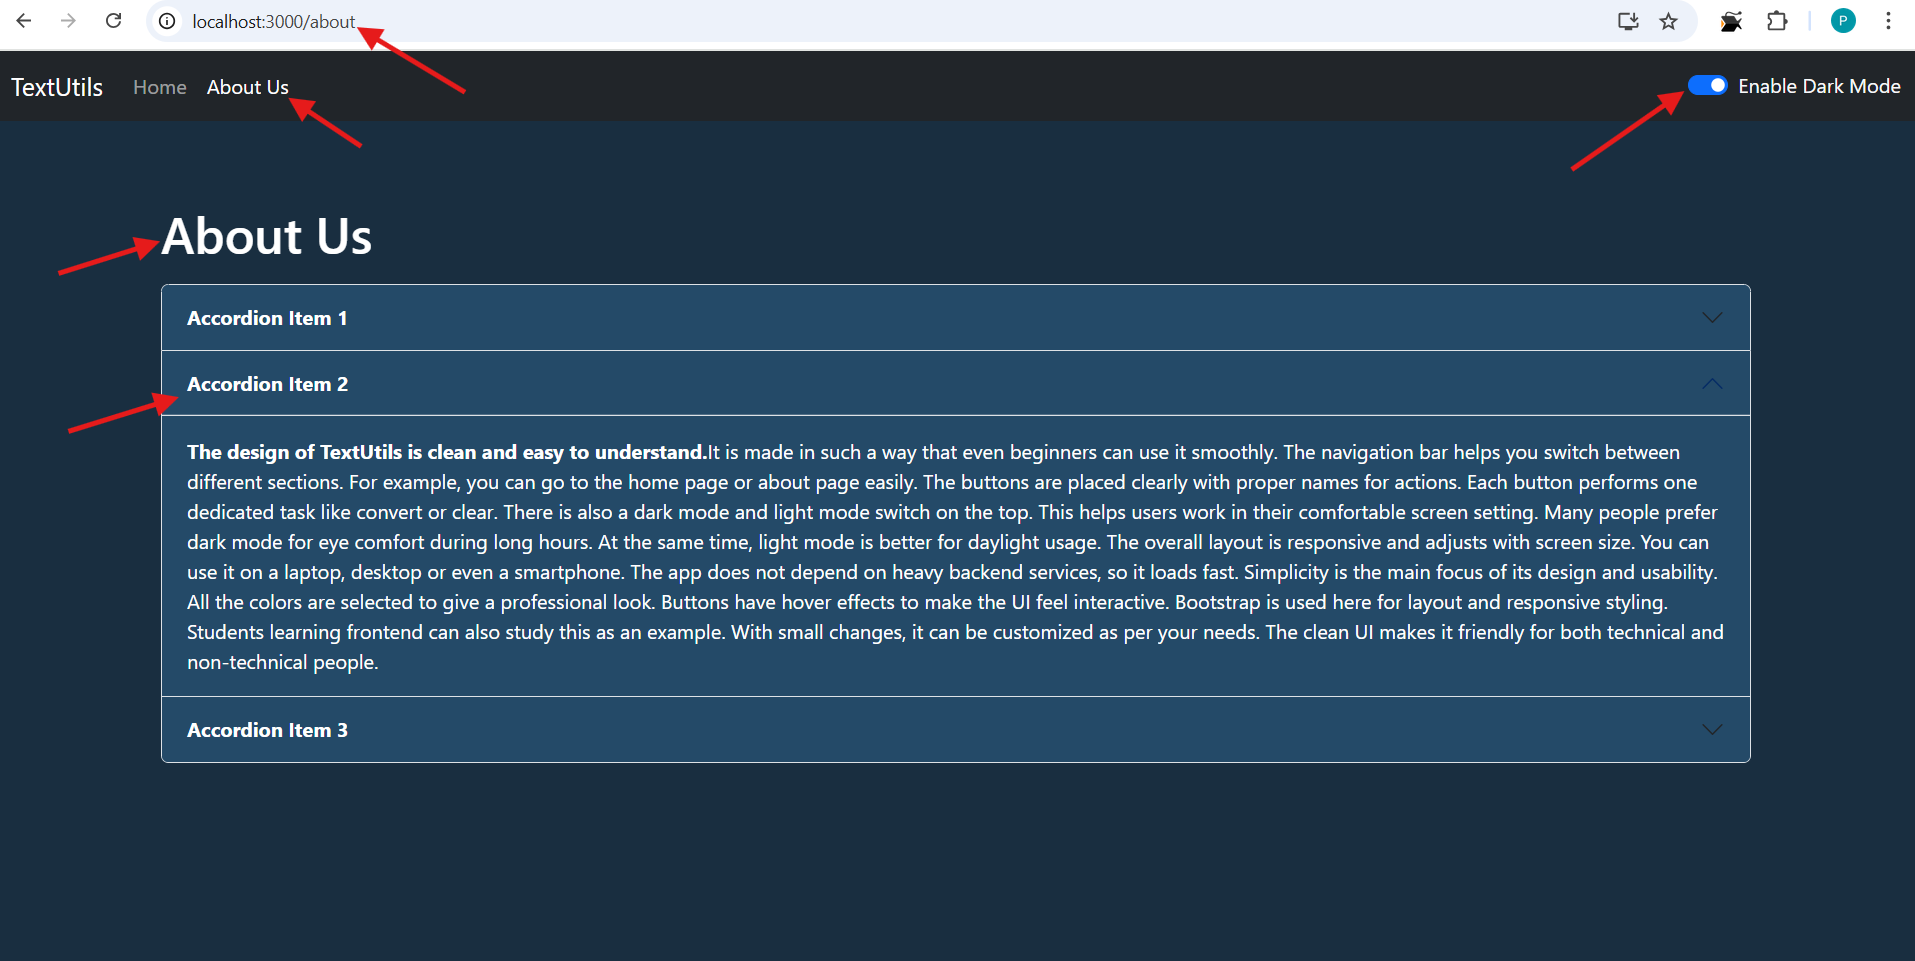 localhost:3000/about
P
TextUtils Home About Us Enable Dark Mode
About Us
Accordion Item 1
Accordion Item 2
The design of TextUtils is clean and easy to understand.It is made in such a way that even beginners can use it smoothly. The navigation bar helps you switch between
different sections. For example, you can go to the home page or about page easily. The buttons are placed clearly with proper names for actions. Each button performs one
dedicated task like convert or clear. There is also a dark mode and light mode switch on the top. This helps users work in their comfortable screen setting. Many people prefer
dark mode for eye comfort during long hours. At the same time, light mode is better for daylight usage. The overall layout is responsive and adjusts with screen size. You can
use it on a laptop, desktop or even a smartphone. The app does not depend on heavy backend services, so it loads fast. Simplicity is the main focus of its design and usability.
All the colors are selected to give a professional look. Buttons have hover effects to make the UI feel interactive. Bootstrap is used here for layout and responsive styling.
Students learning frontend can also study this as an example. With small changes, it can be customized as per your needs. The clean UI makes it friendly for both technical and
non-technical people.
Accordion Item 3